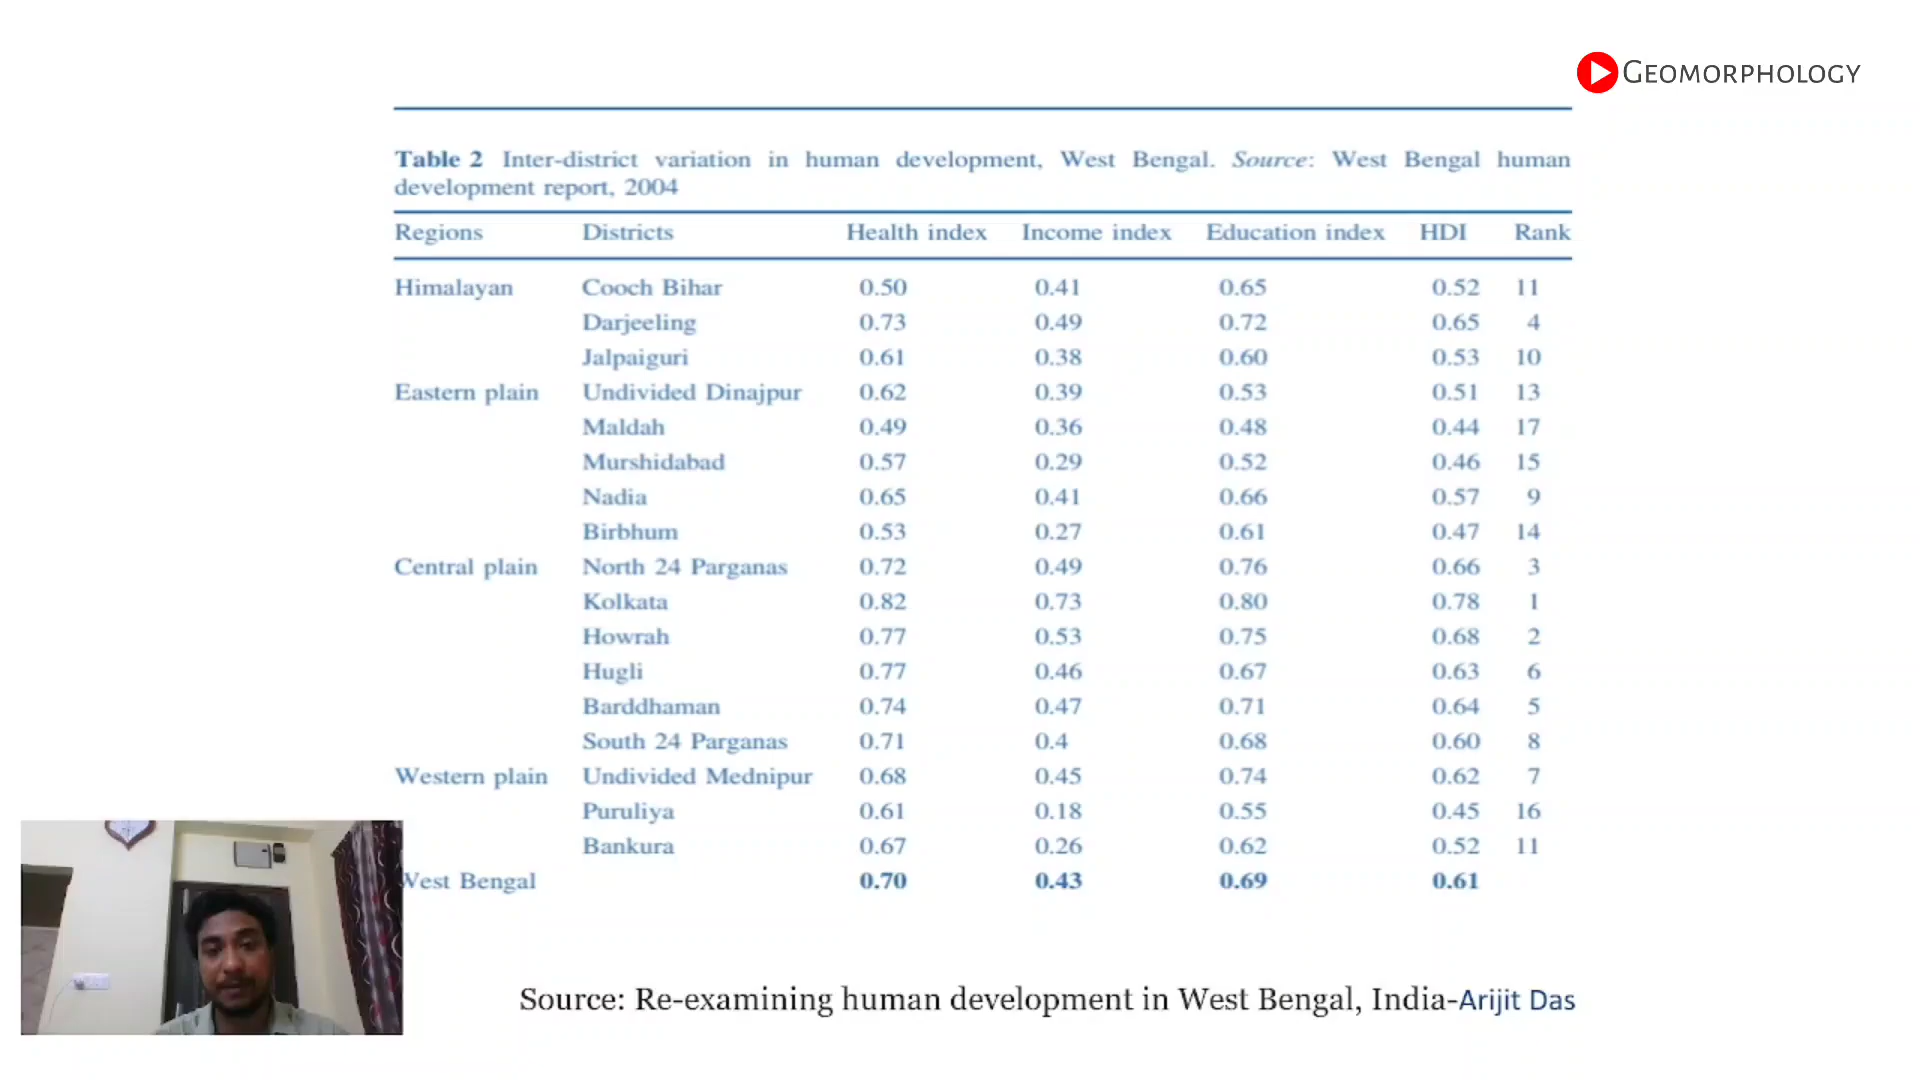 GEOMORPHOLOGY
Table 2 Inter-district variation in human development, West Bengal. Source: West Bengal human
development report, 2004
Regions Districts Health index Income index Education index HDI Rank
Himalayan Cooch Bihar 0.50 0.41 0.65 0.52 11
Darjeeling 0.73 0.49 0.72 0.65 4
Jalpaiguri 0.61 0.38 0.60 0.53 10
Eastern plain Undivided Dinajpur 0.62 0.39 0.53 0.51 13
Maldah 0.49 0.36 0.48 0.44 17
Murshidabad 0.57 0.29 0.52 0.46 15
Nadia 0.65 0.41 0.66 0.57 9
Birbhum 0.53 0.27 0.61 0.47 14
Central plain North 24 Parganas 0.72 0.49 0.76 0.66 3
Kolkata 0.82 0.73 0.80 0.78 1
Howrah 0.77 0.53 0.75 0.68 2
Hugli 0.77 0.46 0.67 0.63 6
Barddhaman 0.74 0.47 0.71 0.64 5
South 24 Parganas 0.71 0.4 0.68 0.60 8
Western plain Undivided Mednipur 0.68 0.45 0.74 0.62 7
Puruliya 0.61 0.18 0.55 0.45 16
Bankura 0.67 0.26 0.62 0.52 11
West Bengal 0.70 0.43 0.69 0.61
Source: Re-examining human development in West Bengal, India-Arijit Das